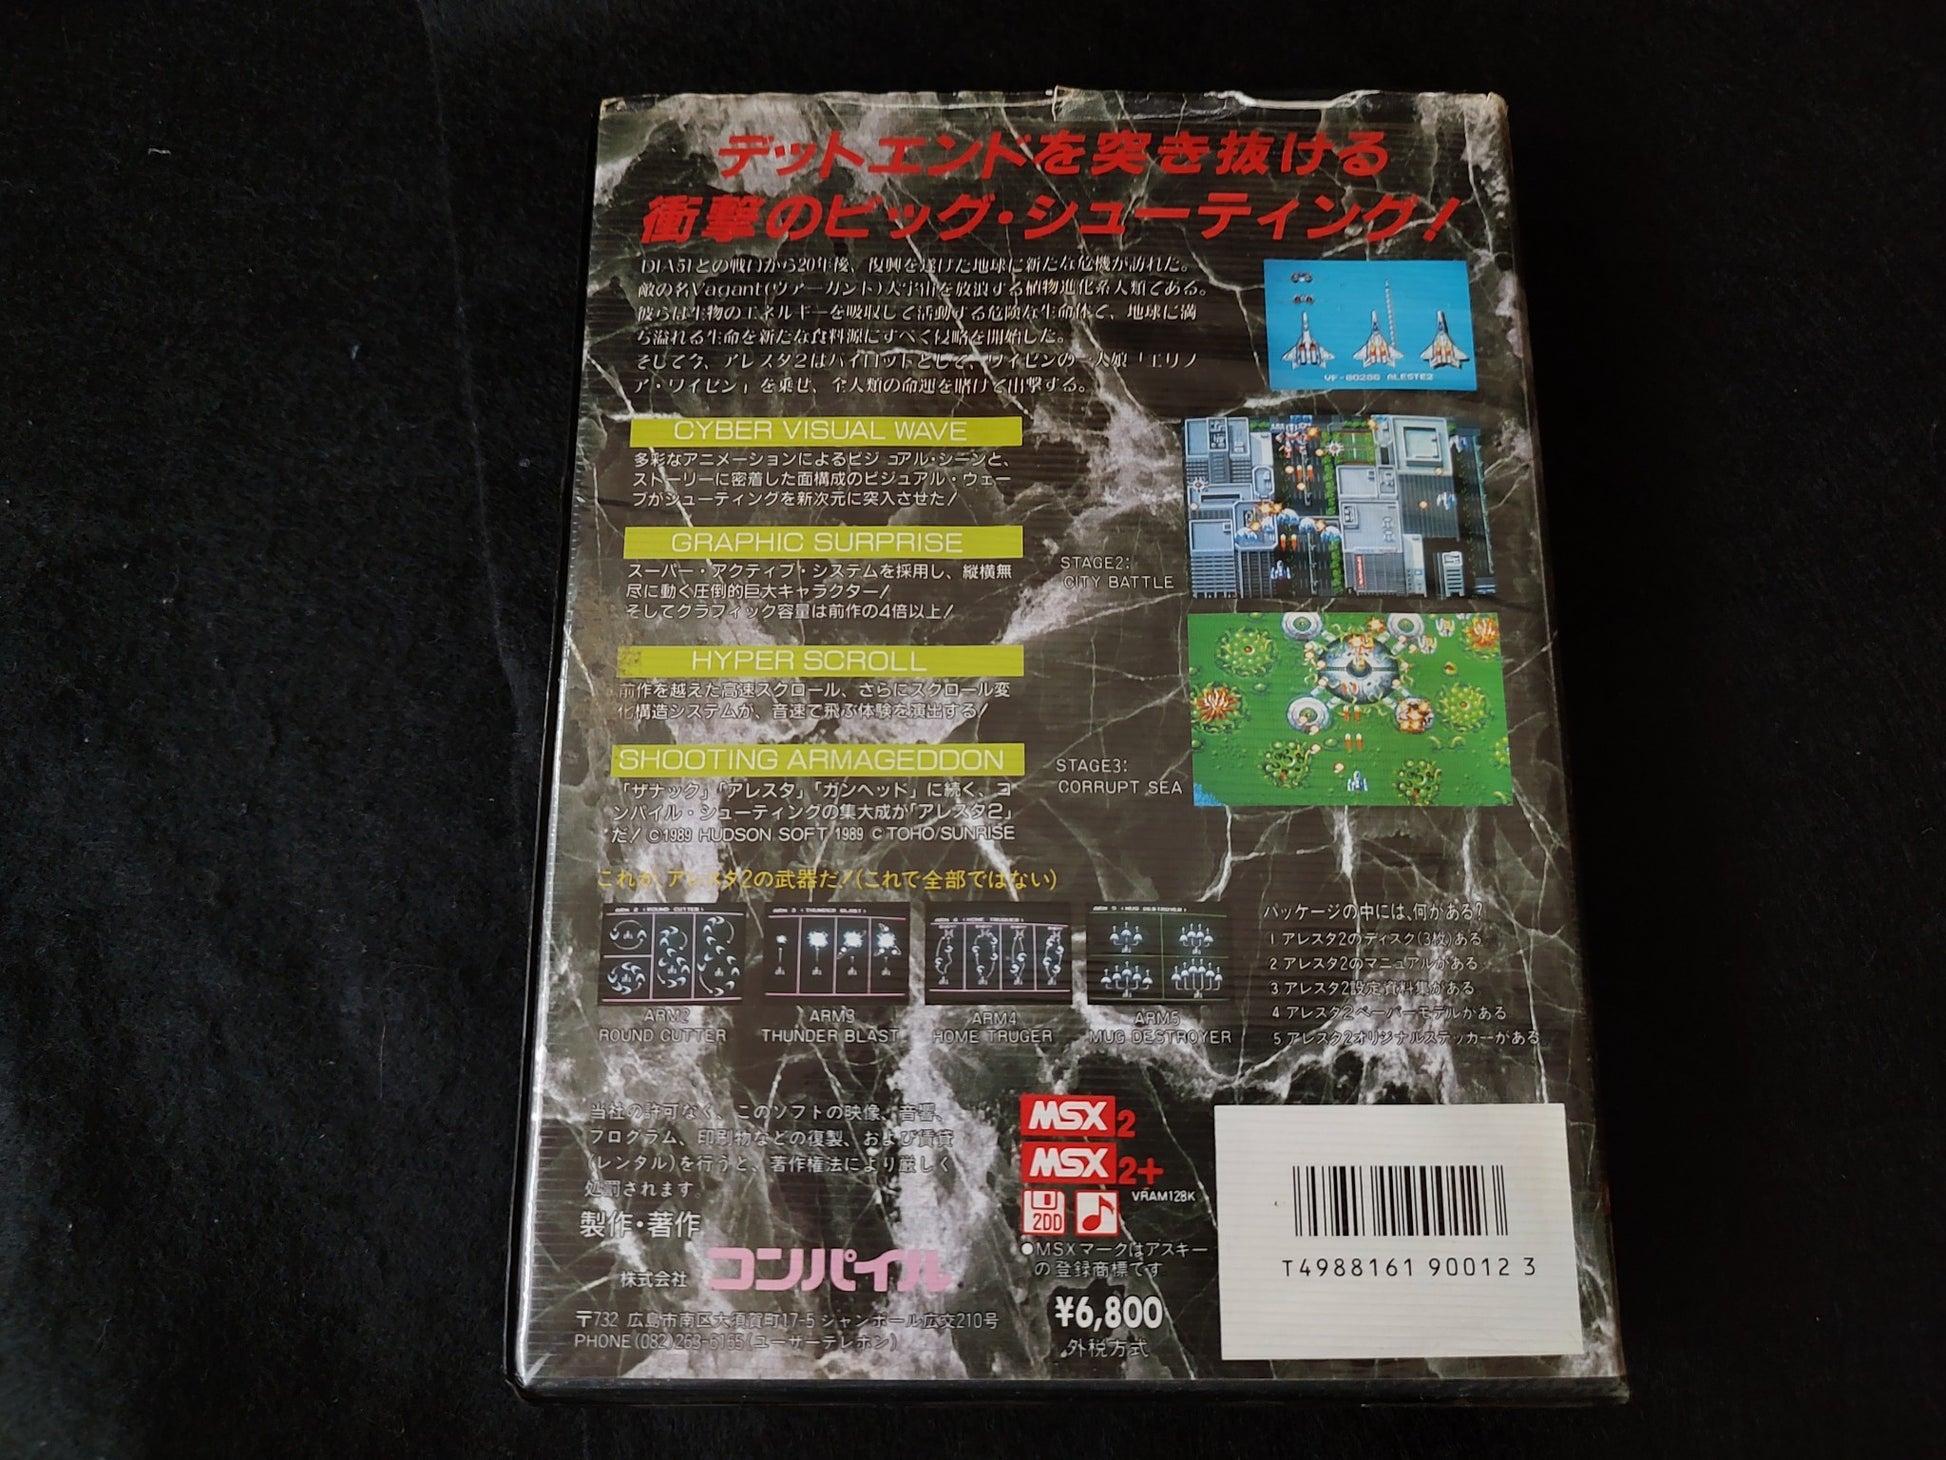 デットエンドを突き抜ける
衝撃のビッグ・シューティング!
DIA51との戦いから20年後、復興を遂げた地球に新たな危機が訪れた。
敵の名Vagant(ヴァーガント)大宇宙を放浪する植物進化系人類である。
彼らは生物のエネルギーを吸収して活動する危険な生命体で、地球に満
ち溢れる生命を新たな食料源にすべく侵略を開始した。
そして今、アレスタ2はパイロットとして、ワイゼンの一人娘「エリノ
ア・ワイゼン」を乗せ、全人類の命運を賭けて出撃する。
VF-802BG ALESTE2
CYBER VISUAL WAVE
多彩なアニメーションによるビジュアル・シーンと、
ストーリーに密着した面構成のビジュアル・ウェー
ブがシューティングを新次元に突入させた!
GRAPHIC SURPRISE
スーパー・アクティブ・システムを採用し、縦横無
尽に動く圧倒的巨大キャラクター!
そしてグラフィック容量は前作の4倍以上!
STAGE2:
CITY BATTLE
HYPER SCROLL
前作を越えた高速スクロール、さらにスクロール変
化構造システムが、音速で飛ぶ体験を演出する!
SHOOTING ARMAGEDDON
「ザナック」「アレスタ」「ガンヘッド」に続く、コ
ンパイル・シューティングの集大成が「アレスタ2」
だ! ©1989 HUDSON SOFT 1989 ©TOHO/SUNRISE
STAGE3:
CORRUPT SEA
これが、アレスタ2の武器だ!(これで全部ではない)
ARM 2 (ROUND CUTTER)
ARM 3 (THUNDER BLAST)
ARM 4 (HOME TRUGER)
ARM 5 (MUG DESTROYER)
ARM2
ROUND CUTTER
ARM3
THUNDER BLAST
ARM4
HOME TRUGER
ARM5
MUG DESTROYER
パッケージの中には、何がある?
1 アレスタ2のディスク(3枚)ある
2 アレスタ2のマニュアルがある
3 アレスタ2設定資料集がある
4 アレスタ2ペーパーモデルがある
5 アレスタ2オリジナルステッカーがある
当社の許可なく、このソフトの映像、音響、
プログラム、印刷物などの復製、および賃貸
(レンタル)を行うと、著作権法により厳しく
処罰されます。
製作・著作
株式会社 コンパイル
〒732 広島市南区大須賀町17-5 シャンボール広交210号
PHONE(082)263-6165(ユーザーテレホン)
MSX2
MSX2+
2DD
VRAM128K
●MSXマークはアスキー
の登録商標です
¥6,800
外税方式
T4988161 90012 3